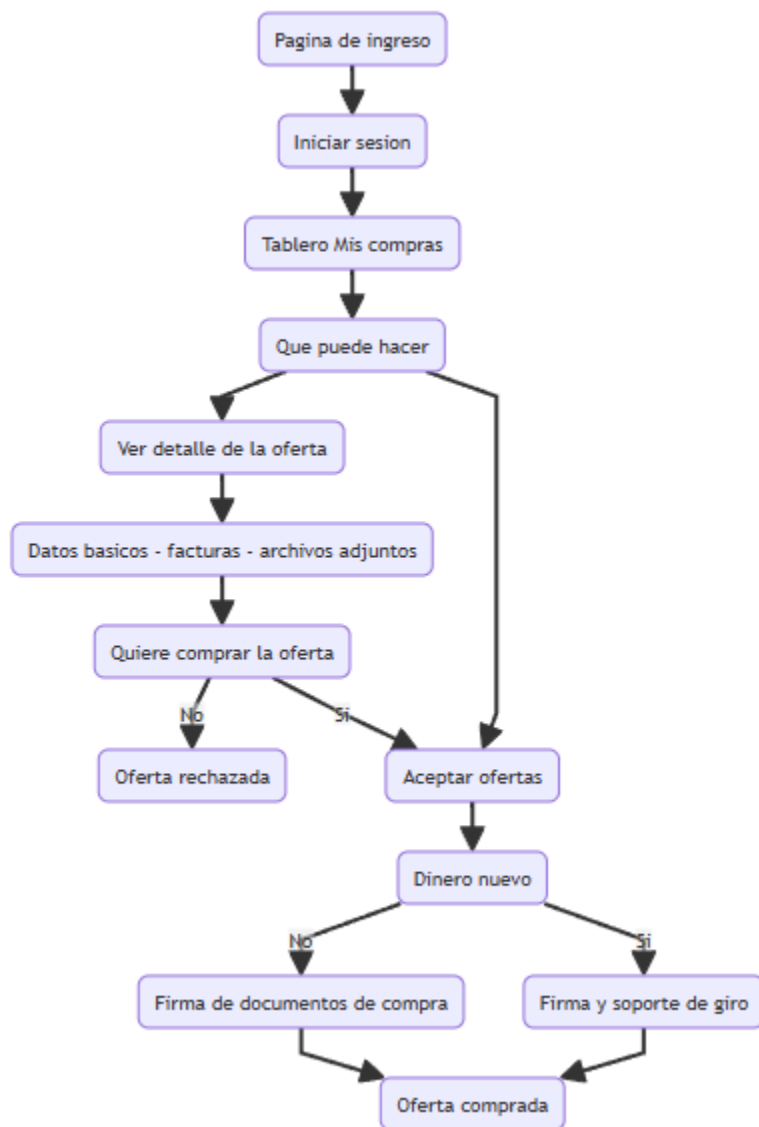 Pagina de ingreso
Iniciar sesion
Tablero Mis compras
Que puede hacer
Ver detalle de la oferta
Datos basicos - facturas - archivos adjuntos
Quiere comprar la oferta
No
Si
Oferta rechazada
Aceptar ofertas
Dinero nuevo
No
Si
Firma de documentos de compra
Firma y soporte de giro
Oferta comprada